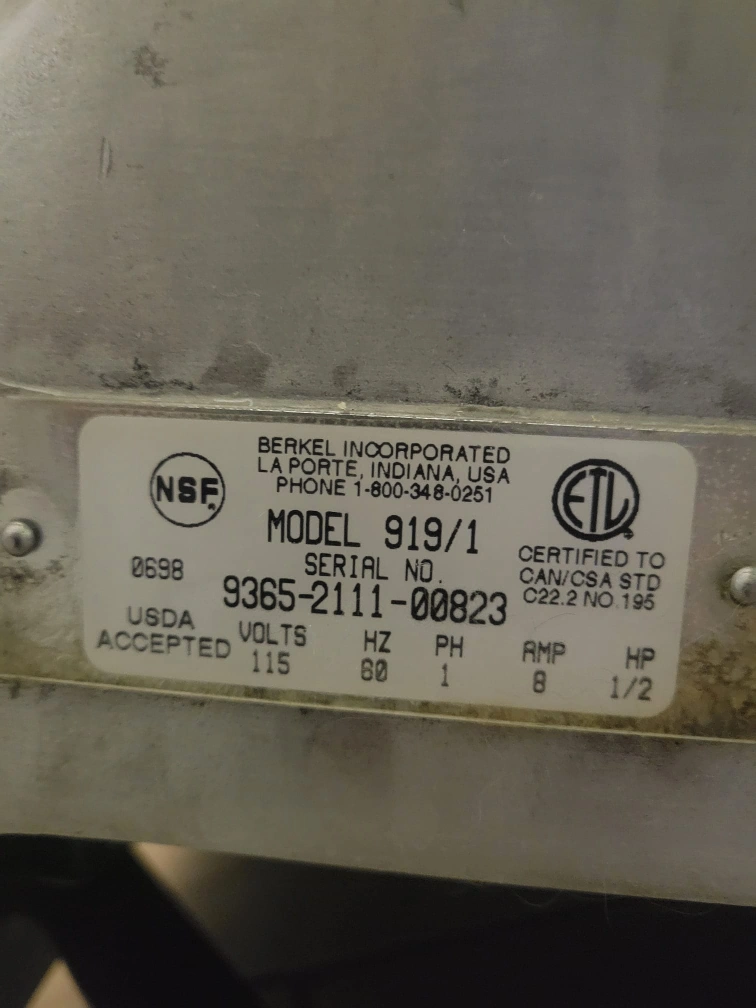 BERKEL INCORPORATED
LA PORTE, INDIANA, USA
PHONE 1-800-348-0251
NSF
ETL
MODEL 919/1
SERIAL NO.
9365-2111-00823
0698
CERTIFIED TO
CAN/CSA STD
C22.2 NO.195
USDA
ACCEPTED
VOLTS HZ PH AMP HP
115 60 1 8 1/2